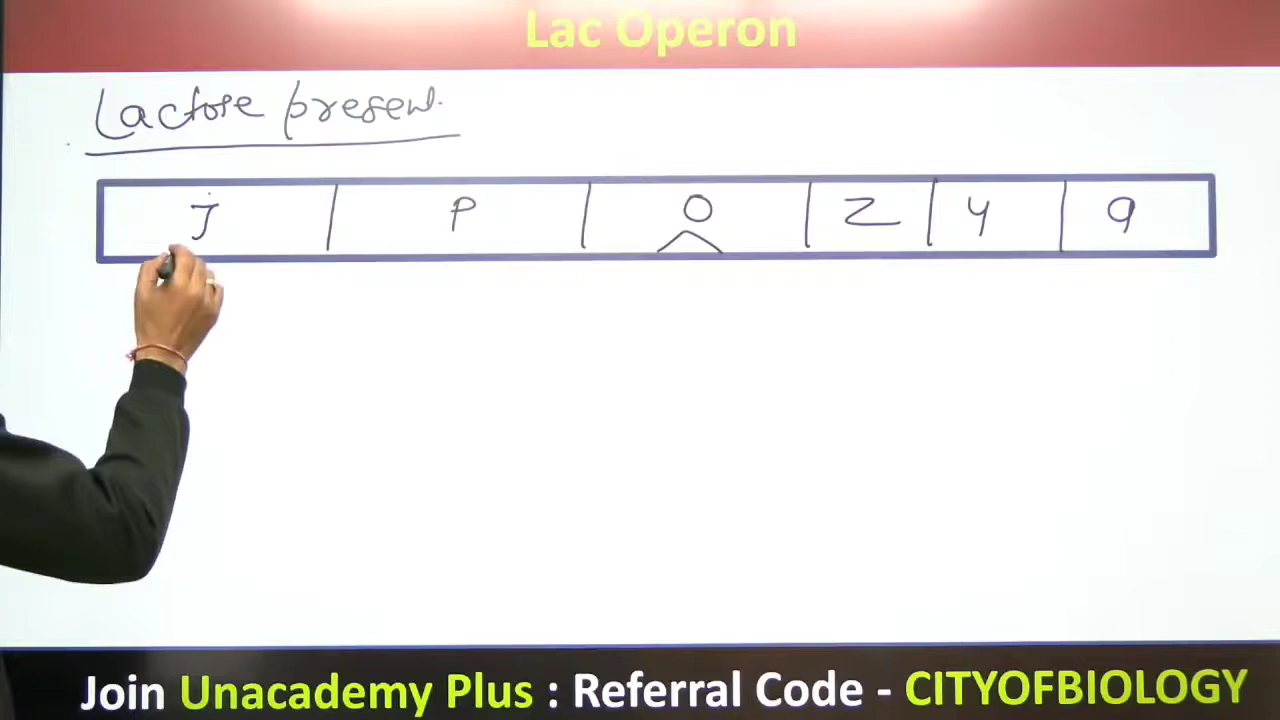 Lac Operon
Lactose present.
i P O Z y a
Join Unacademy Plus : Referral Code - CITYOFBIOLOGY